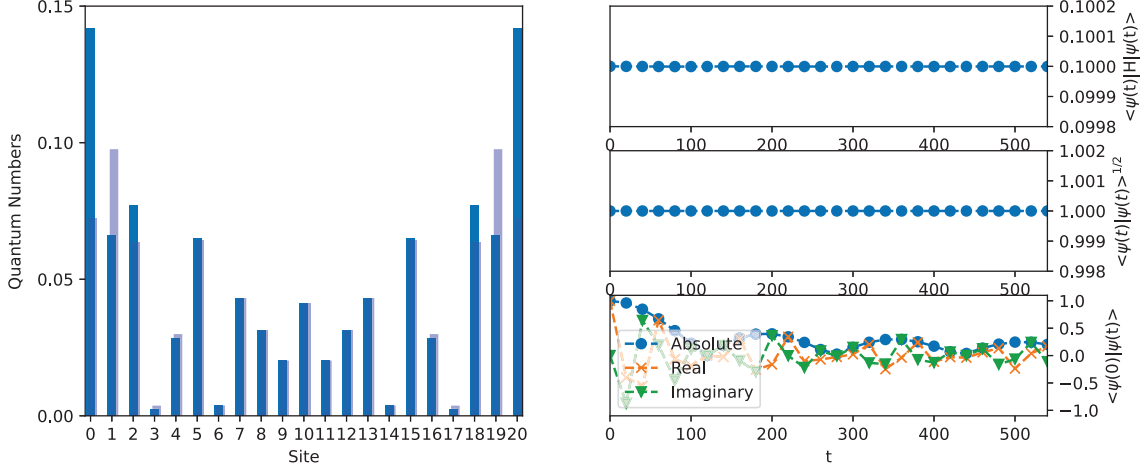 0.15
0.10
0.05
0.00
Quantum Numbers
0 1 2 3 4 5 6 7 8 9 10 11 12 13 14 15 16 17 18 19 20
Site
0.1002
0.1001
0.1000
0.0999
0.0998
<ψ(t)|H|ψ(t)>
0 100 200 300 400 500
1.002
1.001
1.000
0.999
0.998
<ψ(t)|ψ(t)>^1/2
0 100 200 300 400 500
1.0
0.5
0.0
−0.5
−1.0
<ψ(0)|ψ(t)>
Absolute
Real
Imaginary
0 100 200 300 400 500
t